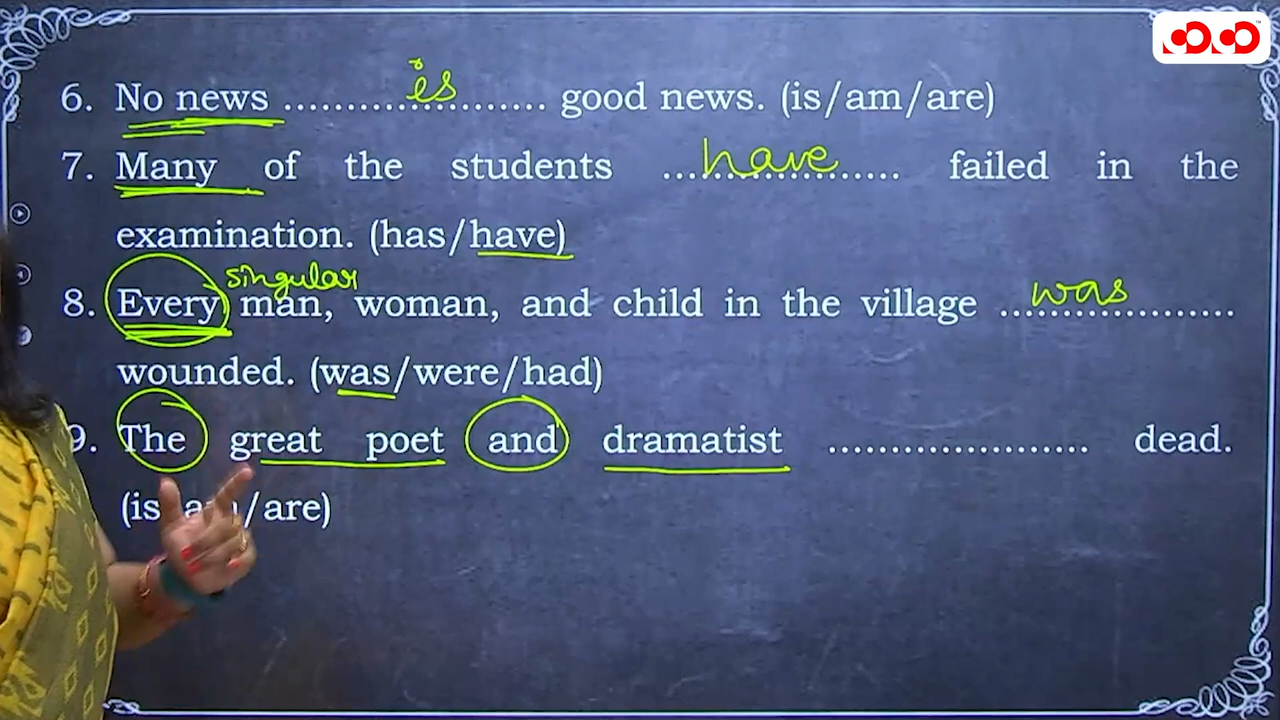 is
6. No news ........................ good news. (is/am/are)
have
7. Many of the students ..................... failed in the
examination. (has/have)
singular
was
8. Every man, woman, and child in the village .....................
wounded. (was/were/had)
9. The great poet and dramatist ..................... dead.
(is/am/are)